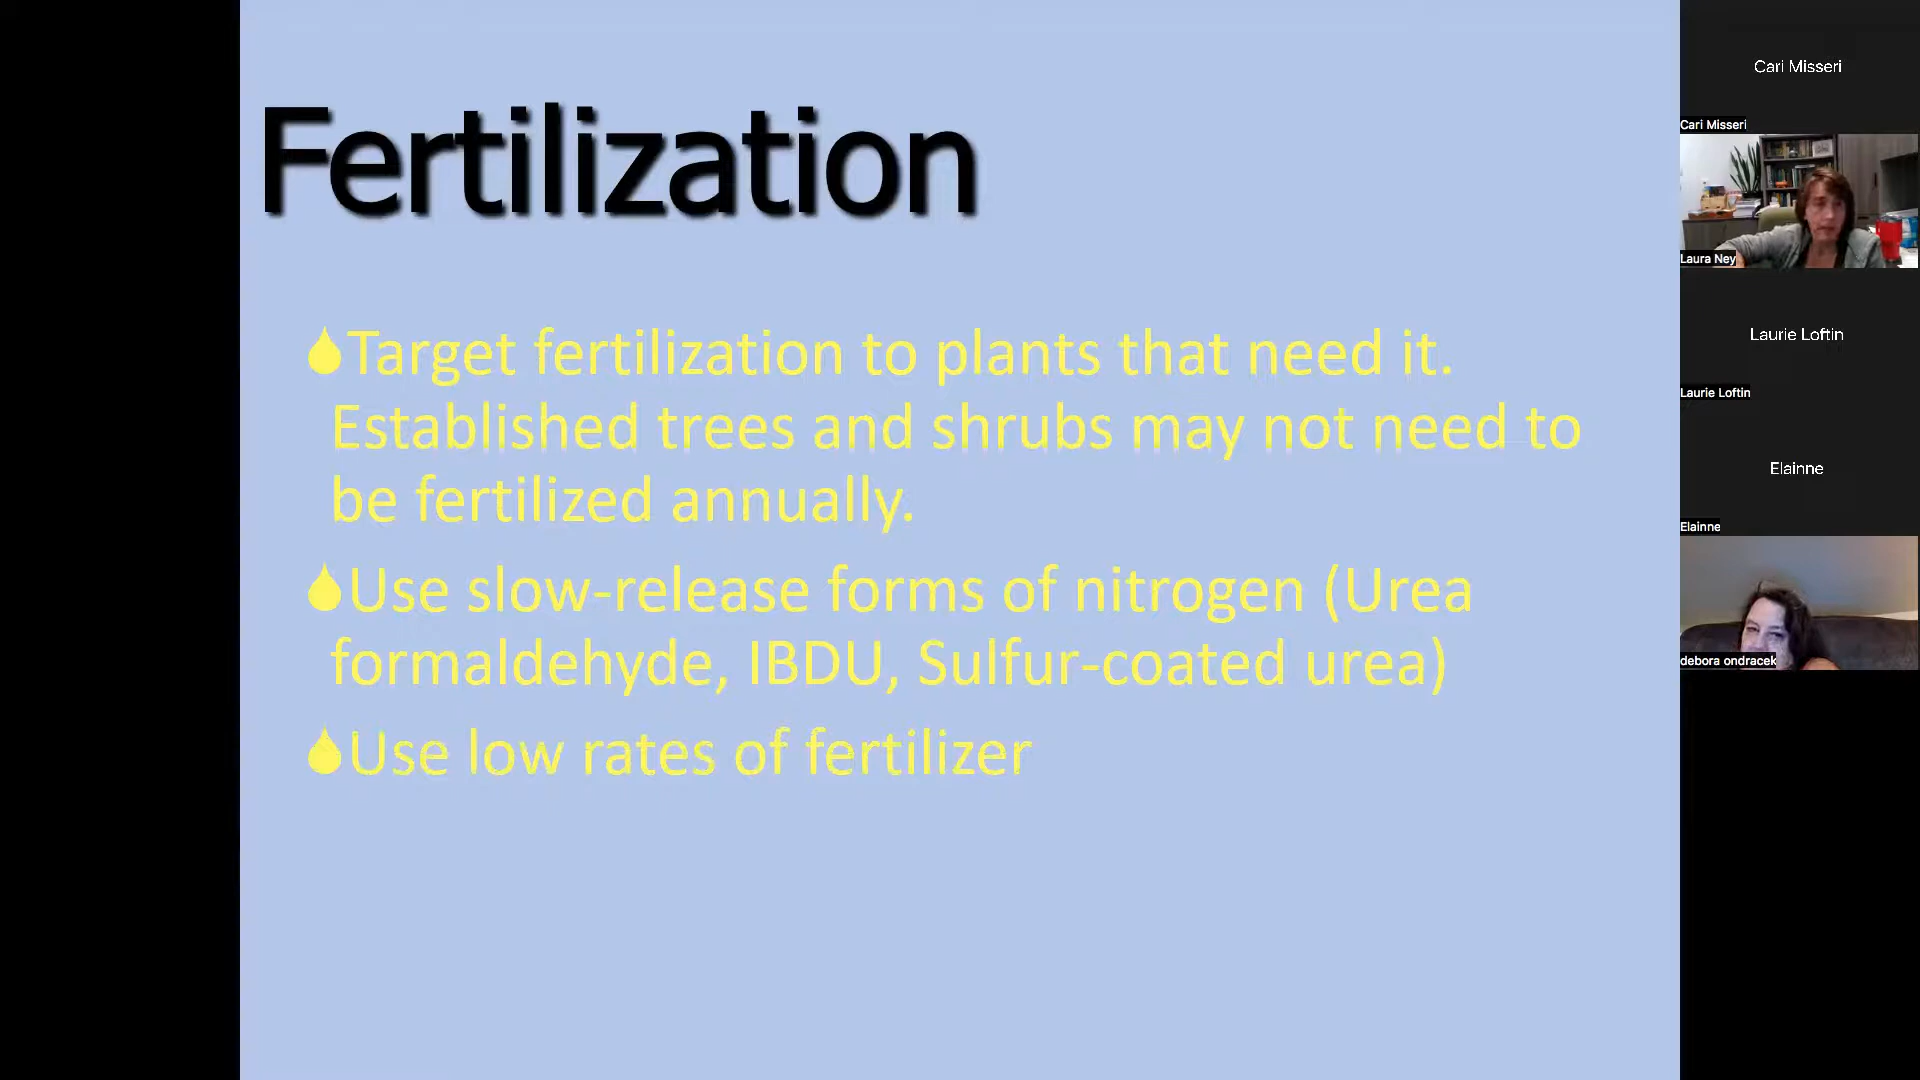 Fertilization
Target fertilization to plants that need it.
Established trees and shrubs may not need to
be fertilized annually.
Use slow-release forms of nitrogen (Urea
formaldehyde, IBDU, Sulfur-coated urea)
Use low rates of fertilizer
Cari Misseri
Cari Misseri
Laura Ney
Laurie Loftin
Laurie Loftin
Elainne
Elainne
debora ondracek